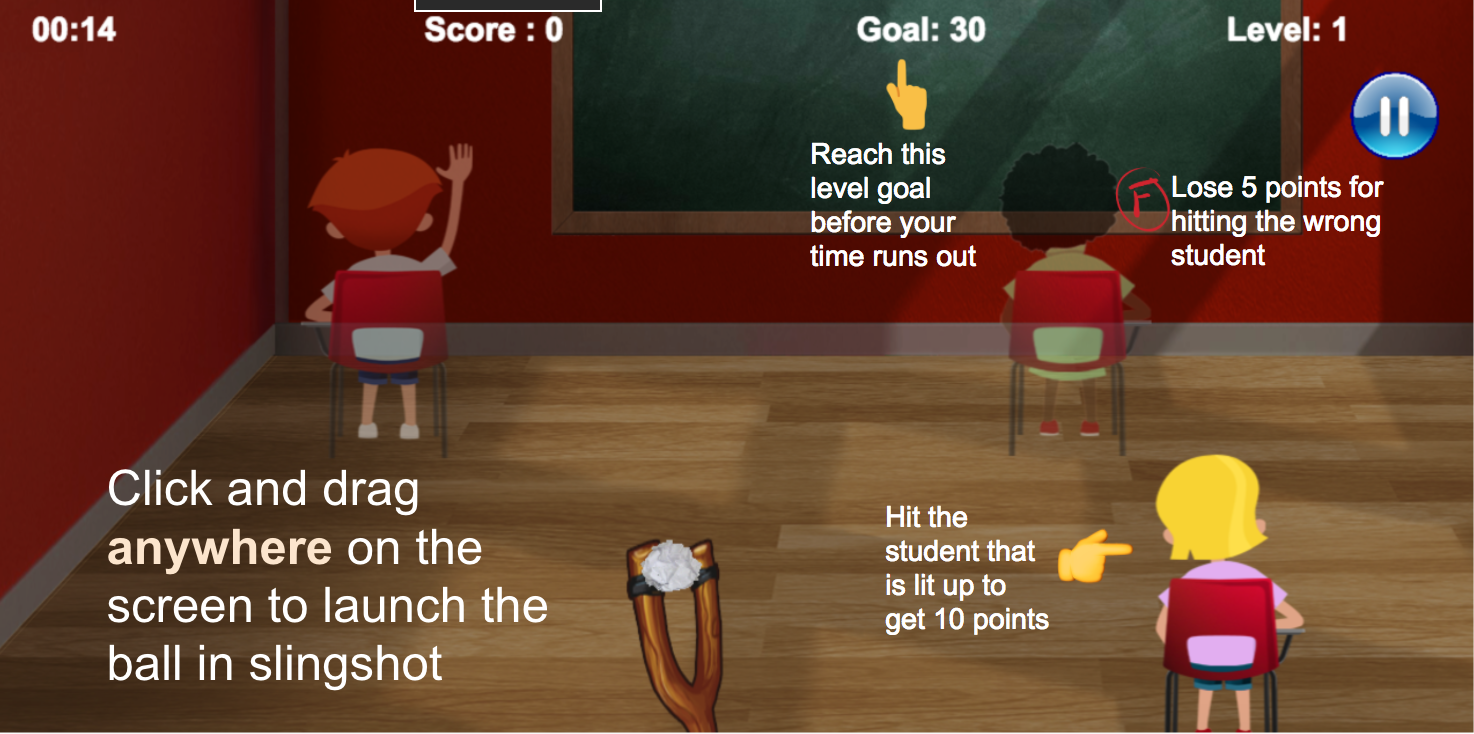 00:14
Score : 0
Goal: 30
Level: 1
Reach this
level goal
before your
time runs out
F
Lose 5 points for
hitting the wrong
student
Click and drag
anywhere on the
screen to launch the
ball in slingshot
Hit the
student that
is lit up to
get 10 points